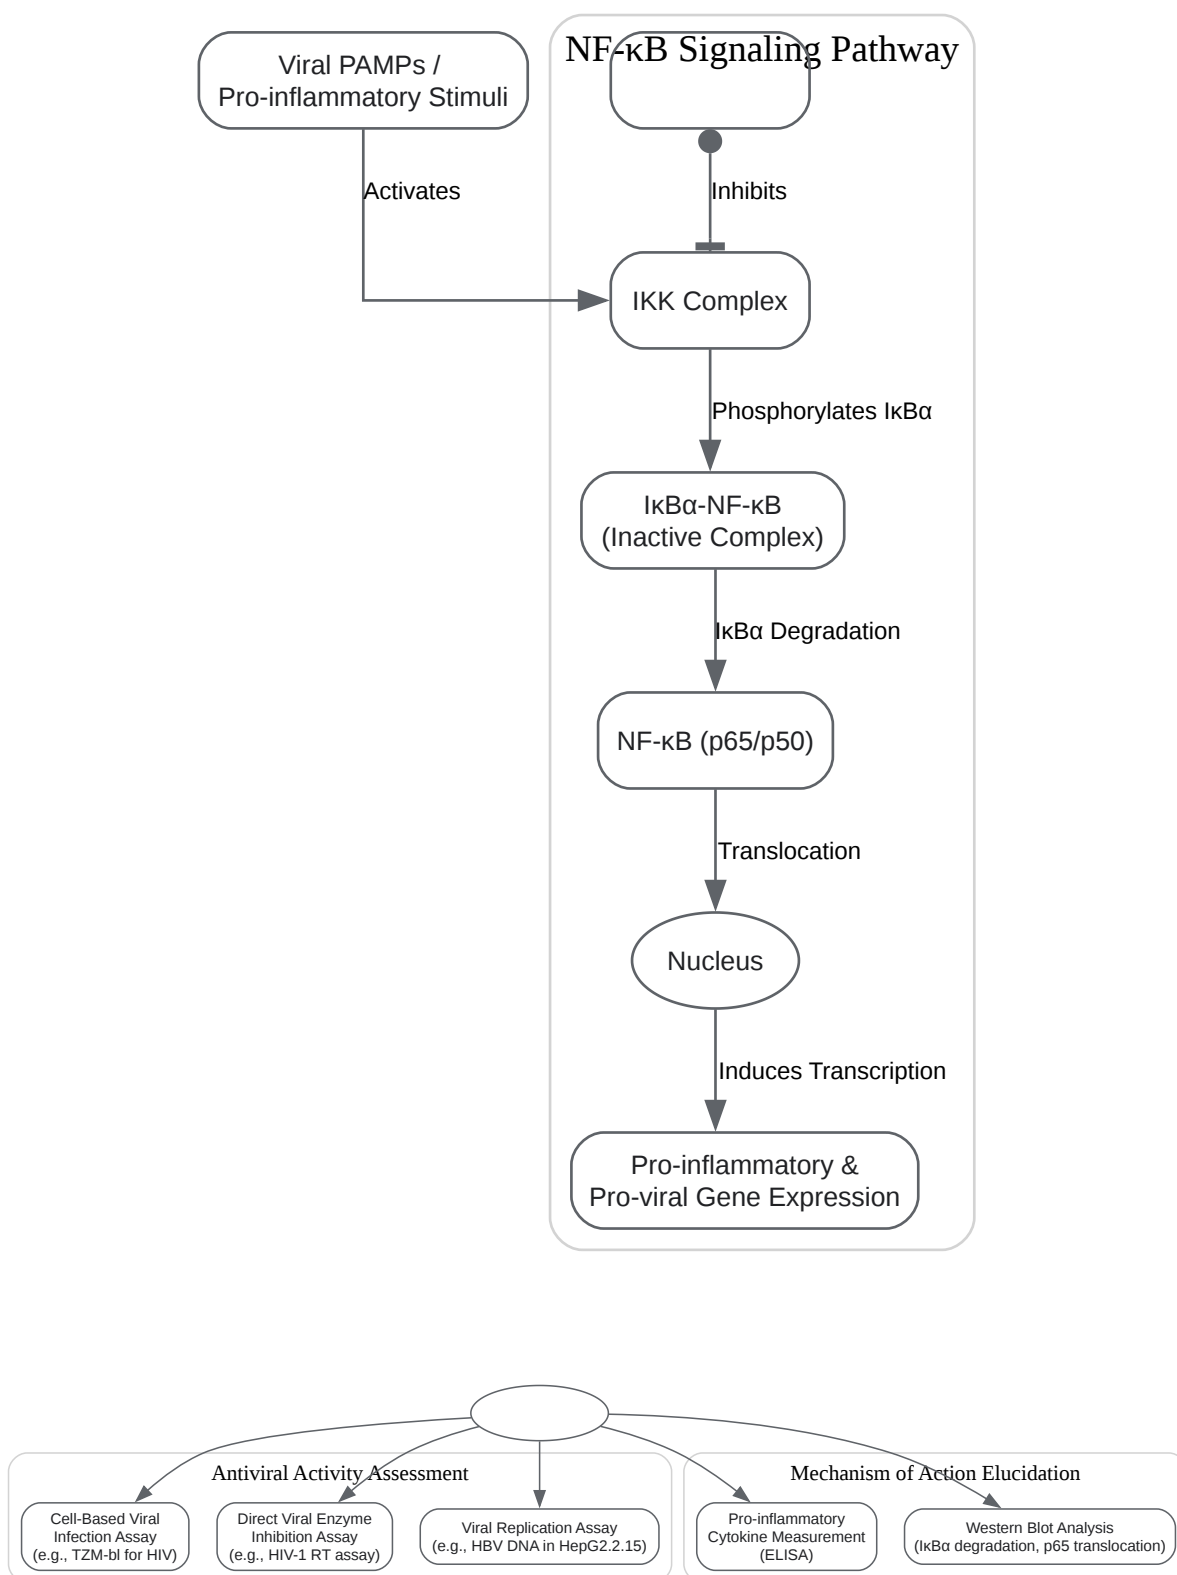 NF-κB Signaling Pathway
Viral PAMPs /
Pro-inflammatory Stimuli
Activates
Inhibits
IKK Complex
Phosphorylates IκBα
IκBα-NF-κB
(Inactive Complex)
IκBα Degradation
NF-κB (p65/p50)
Translocation
Nucleus
Induces Transcription
Pro-inflammatory &
Pro-viral Gene Expression
Antiviral Activity Assessment
Cell-Based Viral
Infection Assay
(e.g., TZM-bl for HIV)
Direct Viral Enzyme
Inhibition Assay
(e.g., HIV-1 RT assay)
Viral Replication Assay
(e.g., HBV DNA in HepG2.2.15)
Mechanism of Action Elucidation
Pro-inflammatory
Cytokine Measurement
(ELISA)
Western Blot Analysis
(IκBα degradation, p65 translocation)